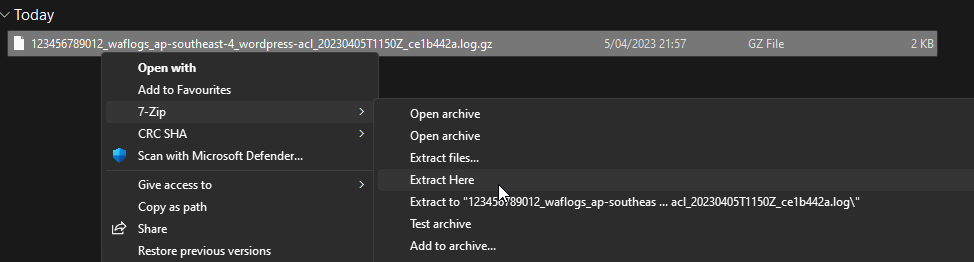 Today
123456789012_waflogs_ap-southeast-4_wordpress-acl_20230405T1150Z_ce1b442a.log.gz 5/04/2023 21:57 GZ File 2 KB
Open with
Add to Favourites
7-Zip
CRC SHA
Scan with Microsoft Defender...
Give access to
Copy as path
Share
Restore previous versions
Open archive
Open archive
Extract files...
Extract Here
Extract to "123456789012_waflogs_ap-southeas ... acl_20230405T1150Z_ce1b442a.log\"
Test archive
Add to archive...